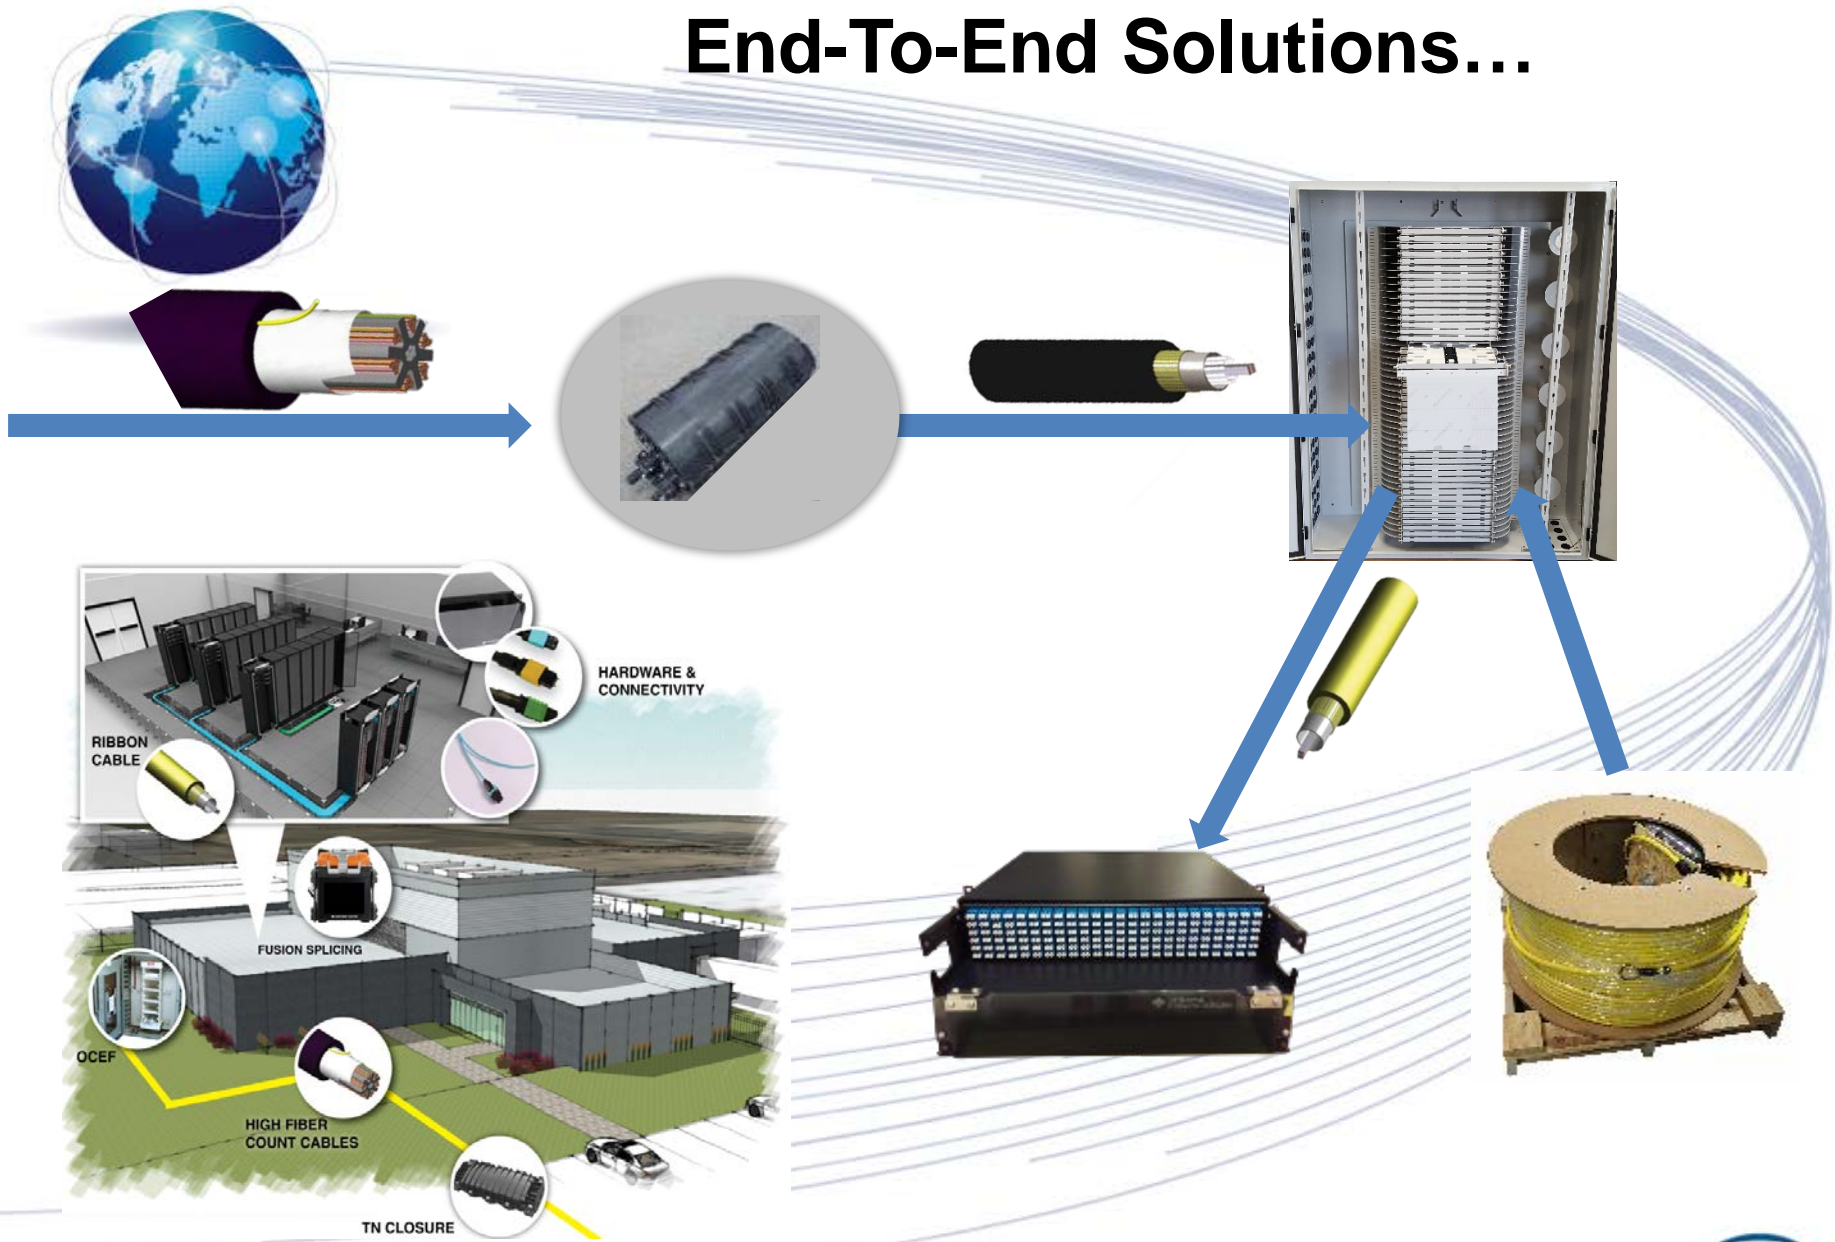 End-To-End Solutions…
HARDWARE &
CONNECTIVITY
RIBBON
CABLE
FUSION SPLICING
OCEF
HIGH FIBER
COUNT CABLES
TN CLOSURE